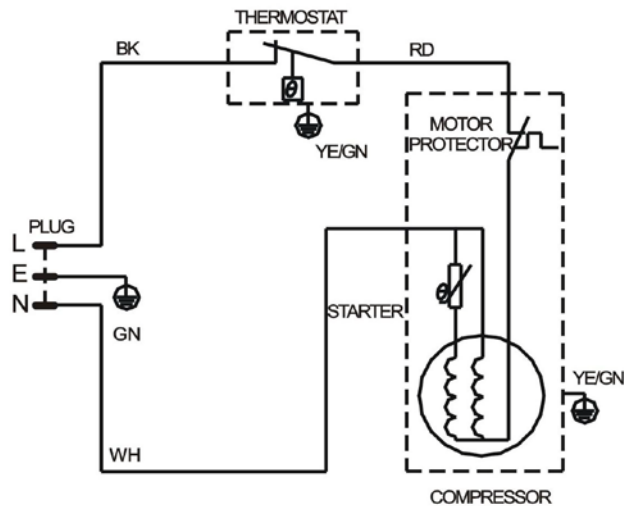 THERMOSTAT
BK
RD
θ
YE/GN
MOTOR
PROTECTOR
PLUG
L
E
N
GN
θ
STARTER
YE/GN
WH
COMPRESSOR